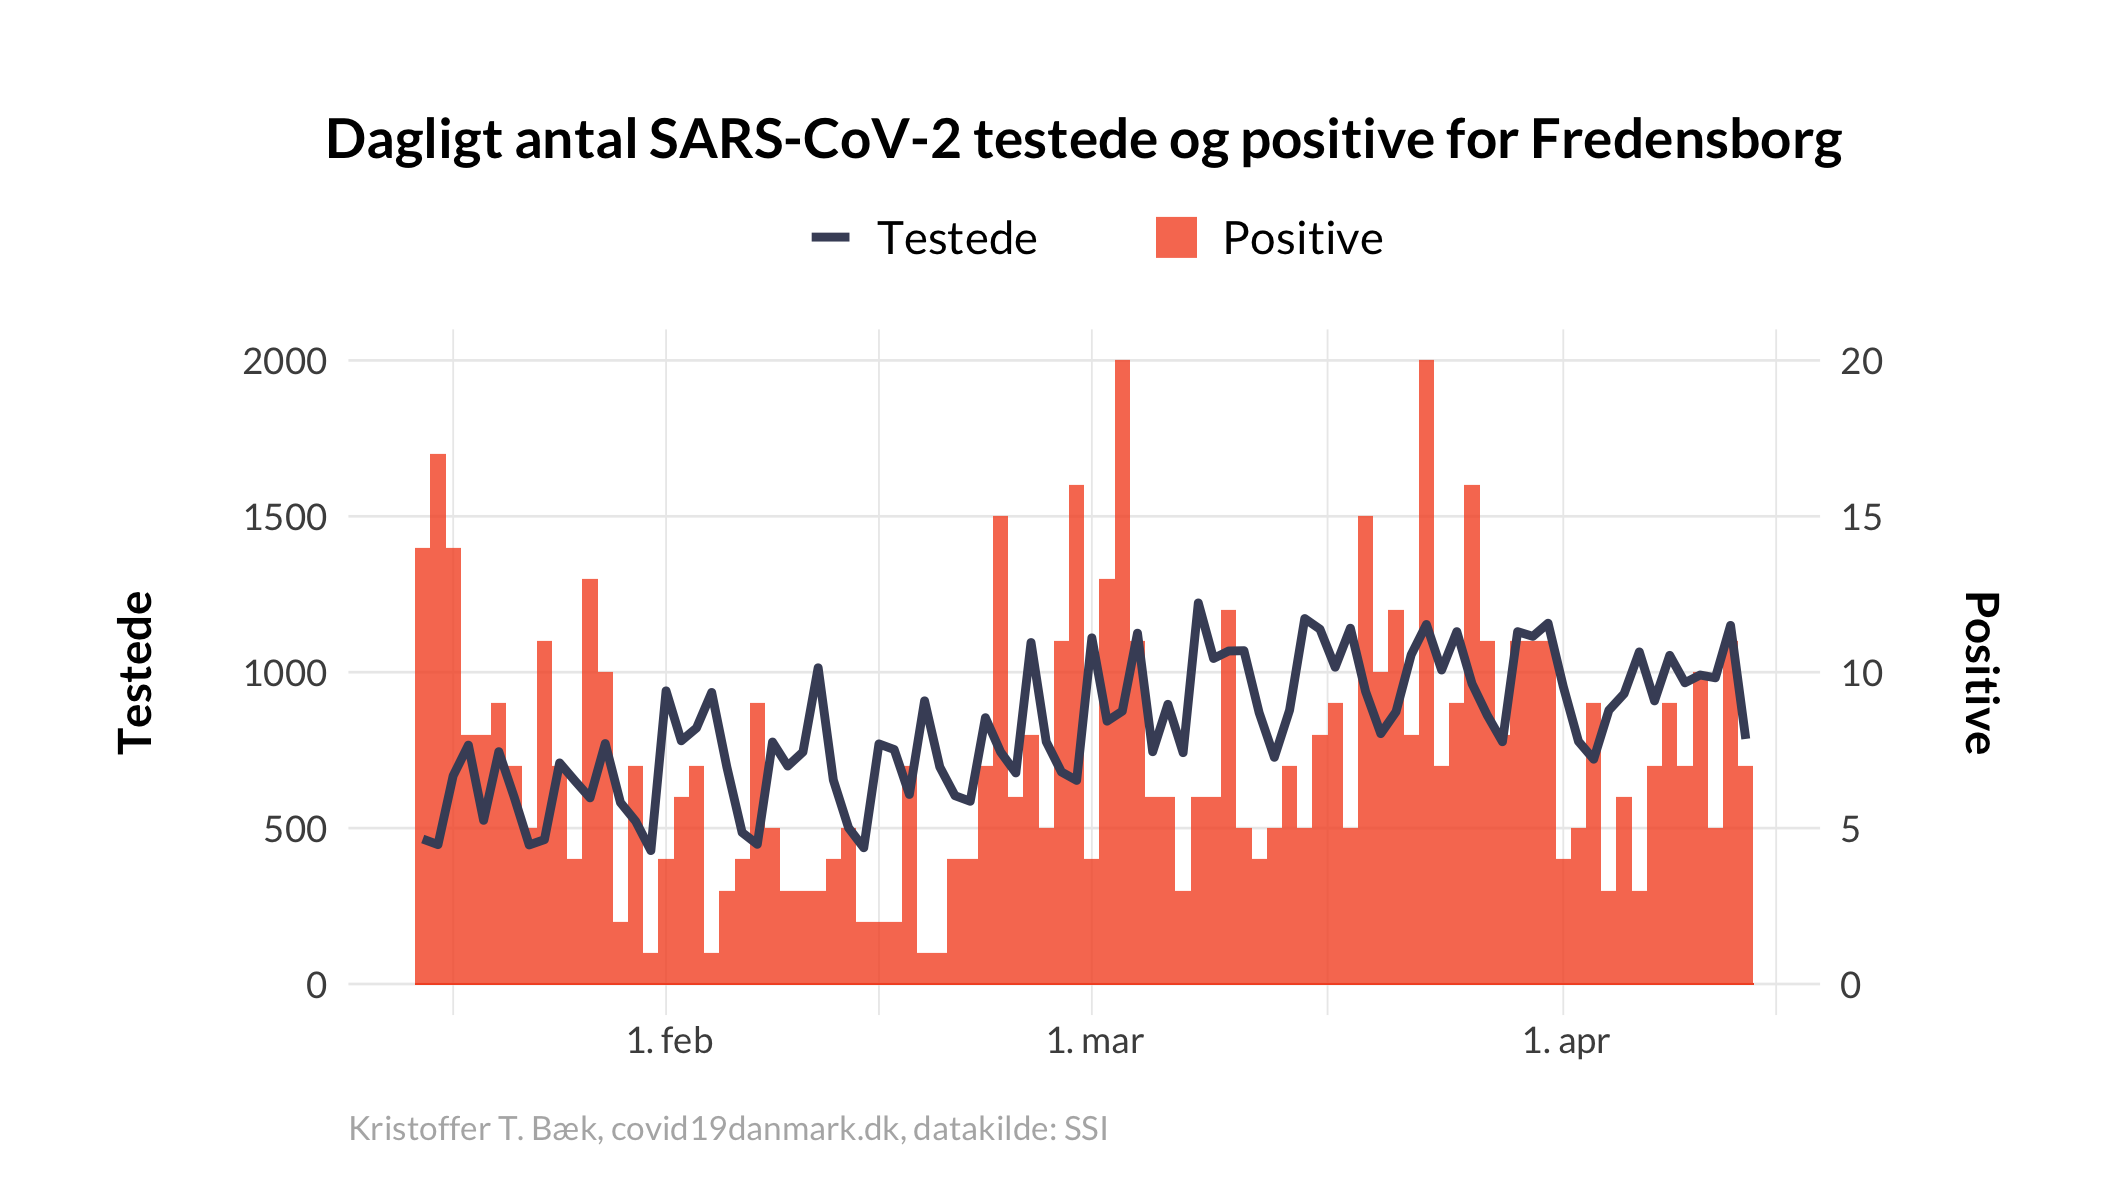 Dagligt antal SARS-CoV-2 testede og positive for Fredensborg
Testede
Positive
2000
1500
1000
500
0
Testede
20
15
10
5
0
Positive
1. feb
1. mar
1. apr
Kristoffer T. Bæk, covid19danmark.dk, datakilde: SSI